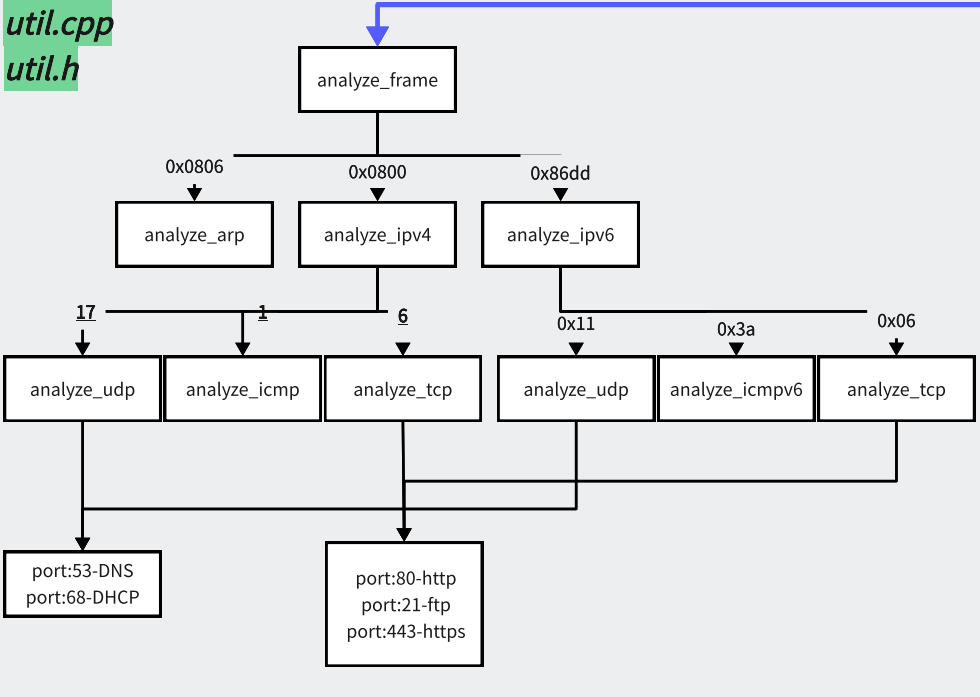 util.cpp
util.h
analyze_frame
0x0806
0x0800
0x86dd
analyze_arp
analyze_ipv4
analyze_ipv6
17
1
6
0x11
0x3a
0x06
analyze_udp
analyze_icmp
analyze_tcp
analyze_udp
analyze_icmpv6
analyze_tcp
port:53-DNS
port:68-DHCP
port:80-http
port:21-ftp
port:443-https